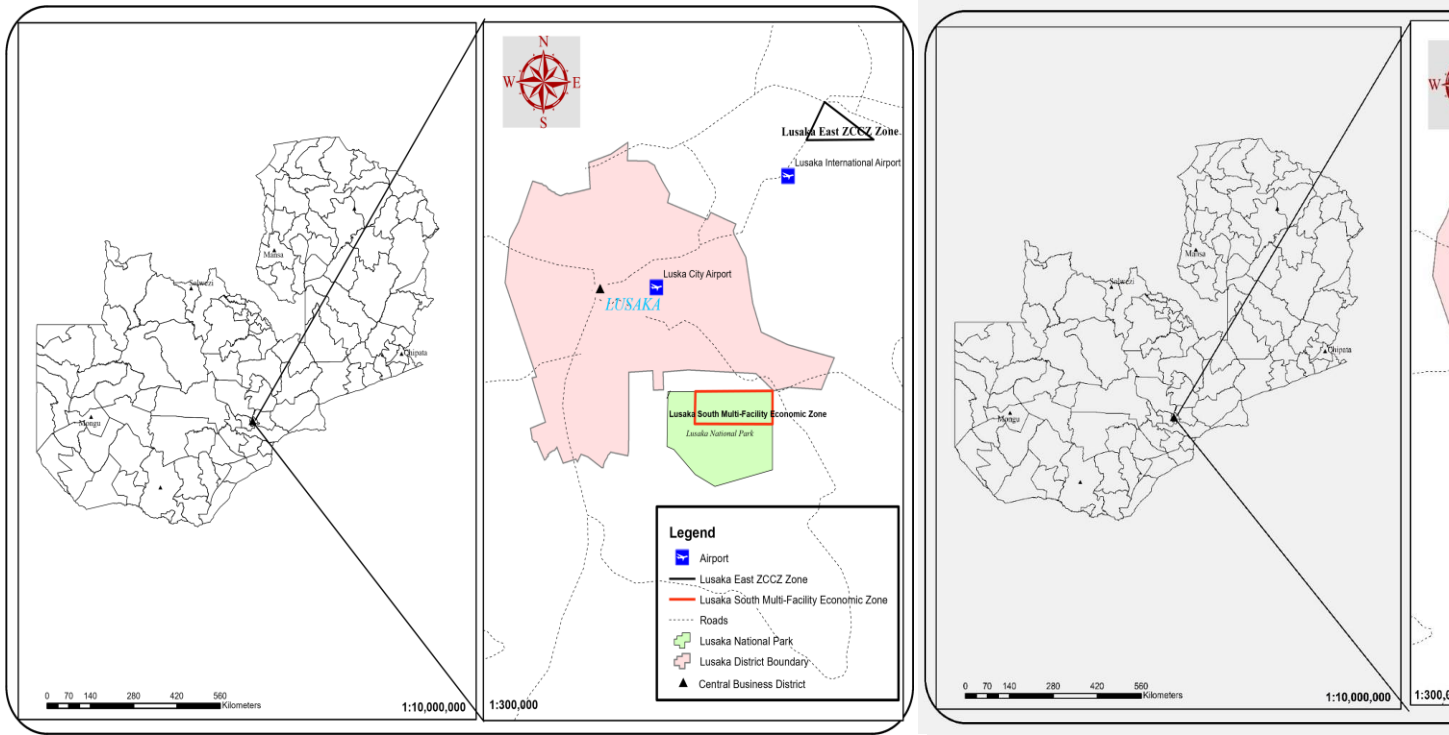 Mansa
Solwezi
Chipata
Mongu
0 70 140 280 420 560
Kilometers
1:10,000,000
N
W E
S
Lusaka East ZCCZ Zone
Lusaka International Airport
Luska City Airport
LUSAKA
Lusaka South Multi-Facility Economic Zone
Lusaka National Park
Legend
Airport
Lusaka East ZCCZ Zone
Lusaka South Multi-Facility Economic Zone
Roads
Lusaka National Park
Lusaka District Boundary
Central Business District
1:300,000
Mansa
Solwezi
Chipata
Mongu
0 70 140 280 420 560
Kilometers
1:10,000,000
W